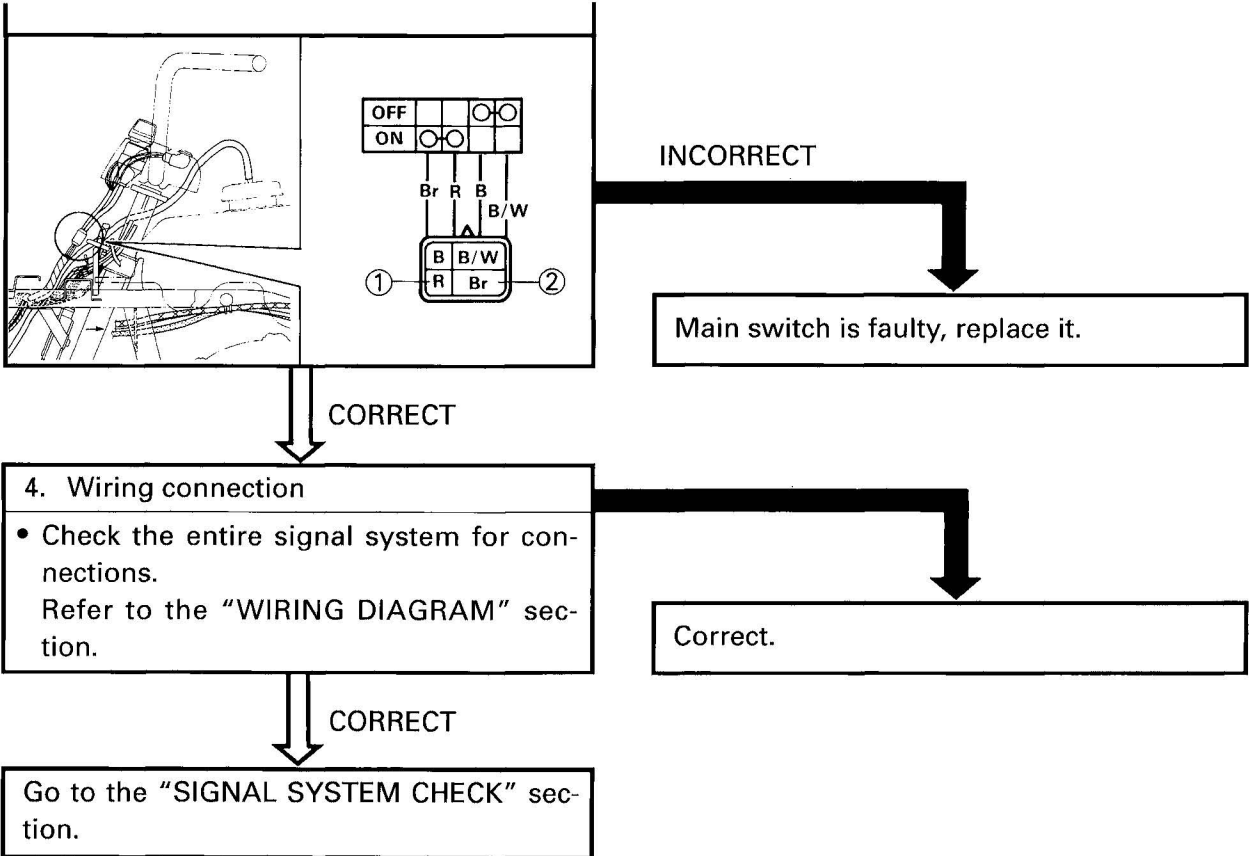 OFF
ON
Br R B
B/W
B B/W
① R Br ②
INCORRECT
Main switch is faulty, replace it.
CORRECT
4. Wiring connection
• Check the entire signal system for con-
nections.
Refer to the “WIRING DIAGRAM” sec-
tion.
Correct.
CORRECT
Go to the “SIGNAL SYSTEM CHECK” sec-
tion.